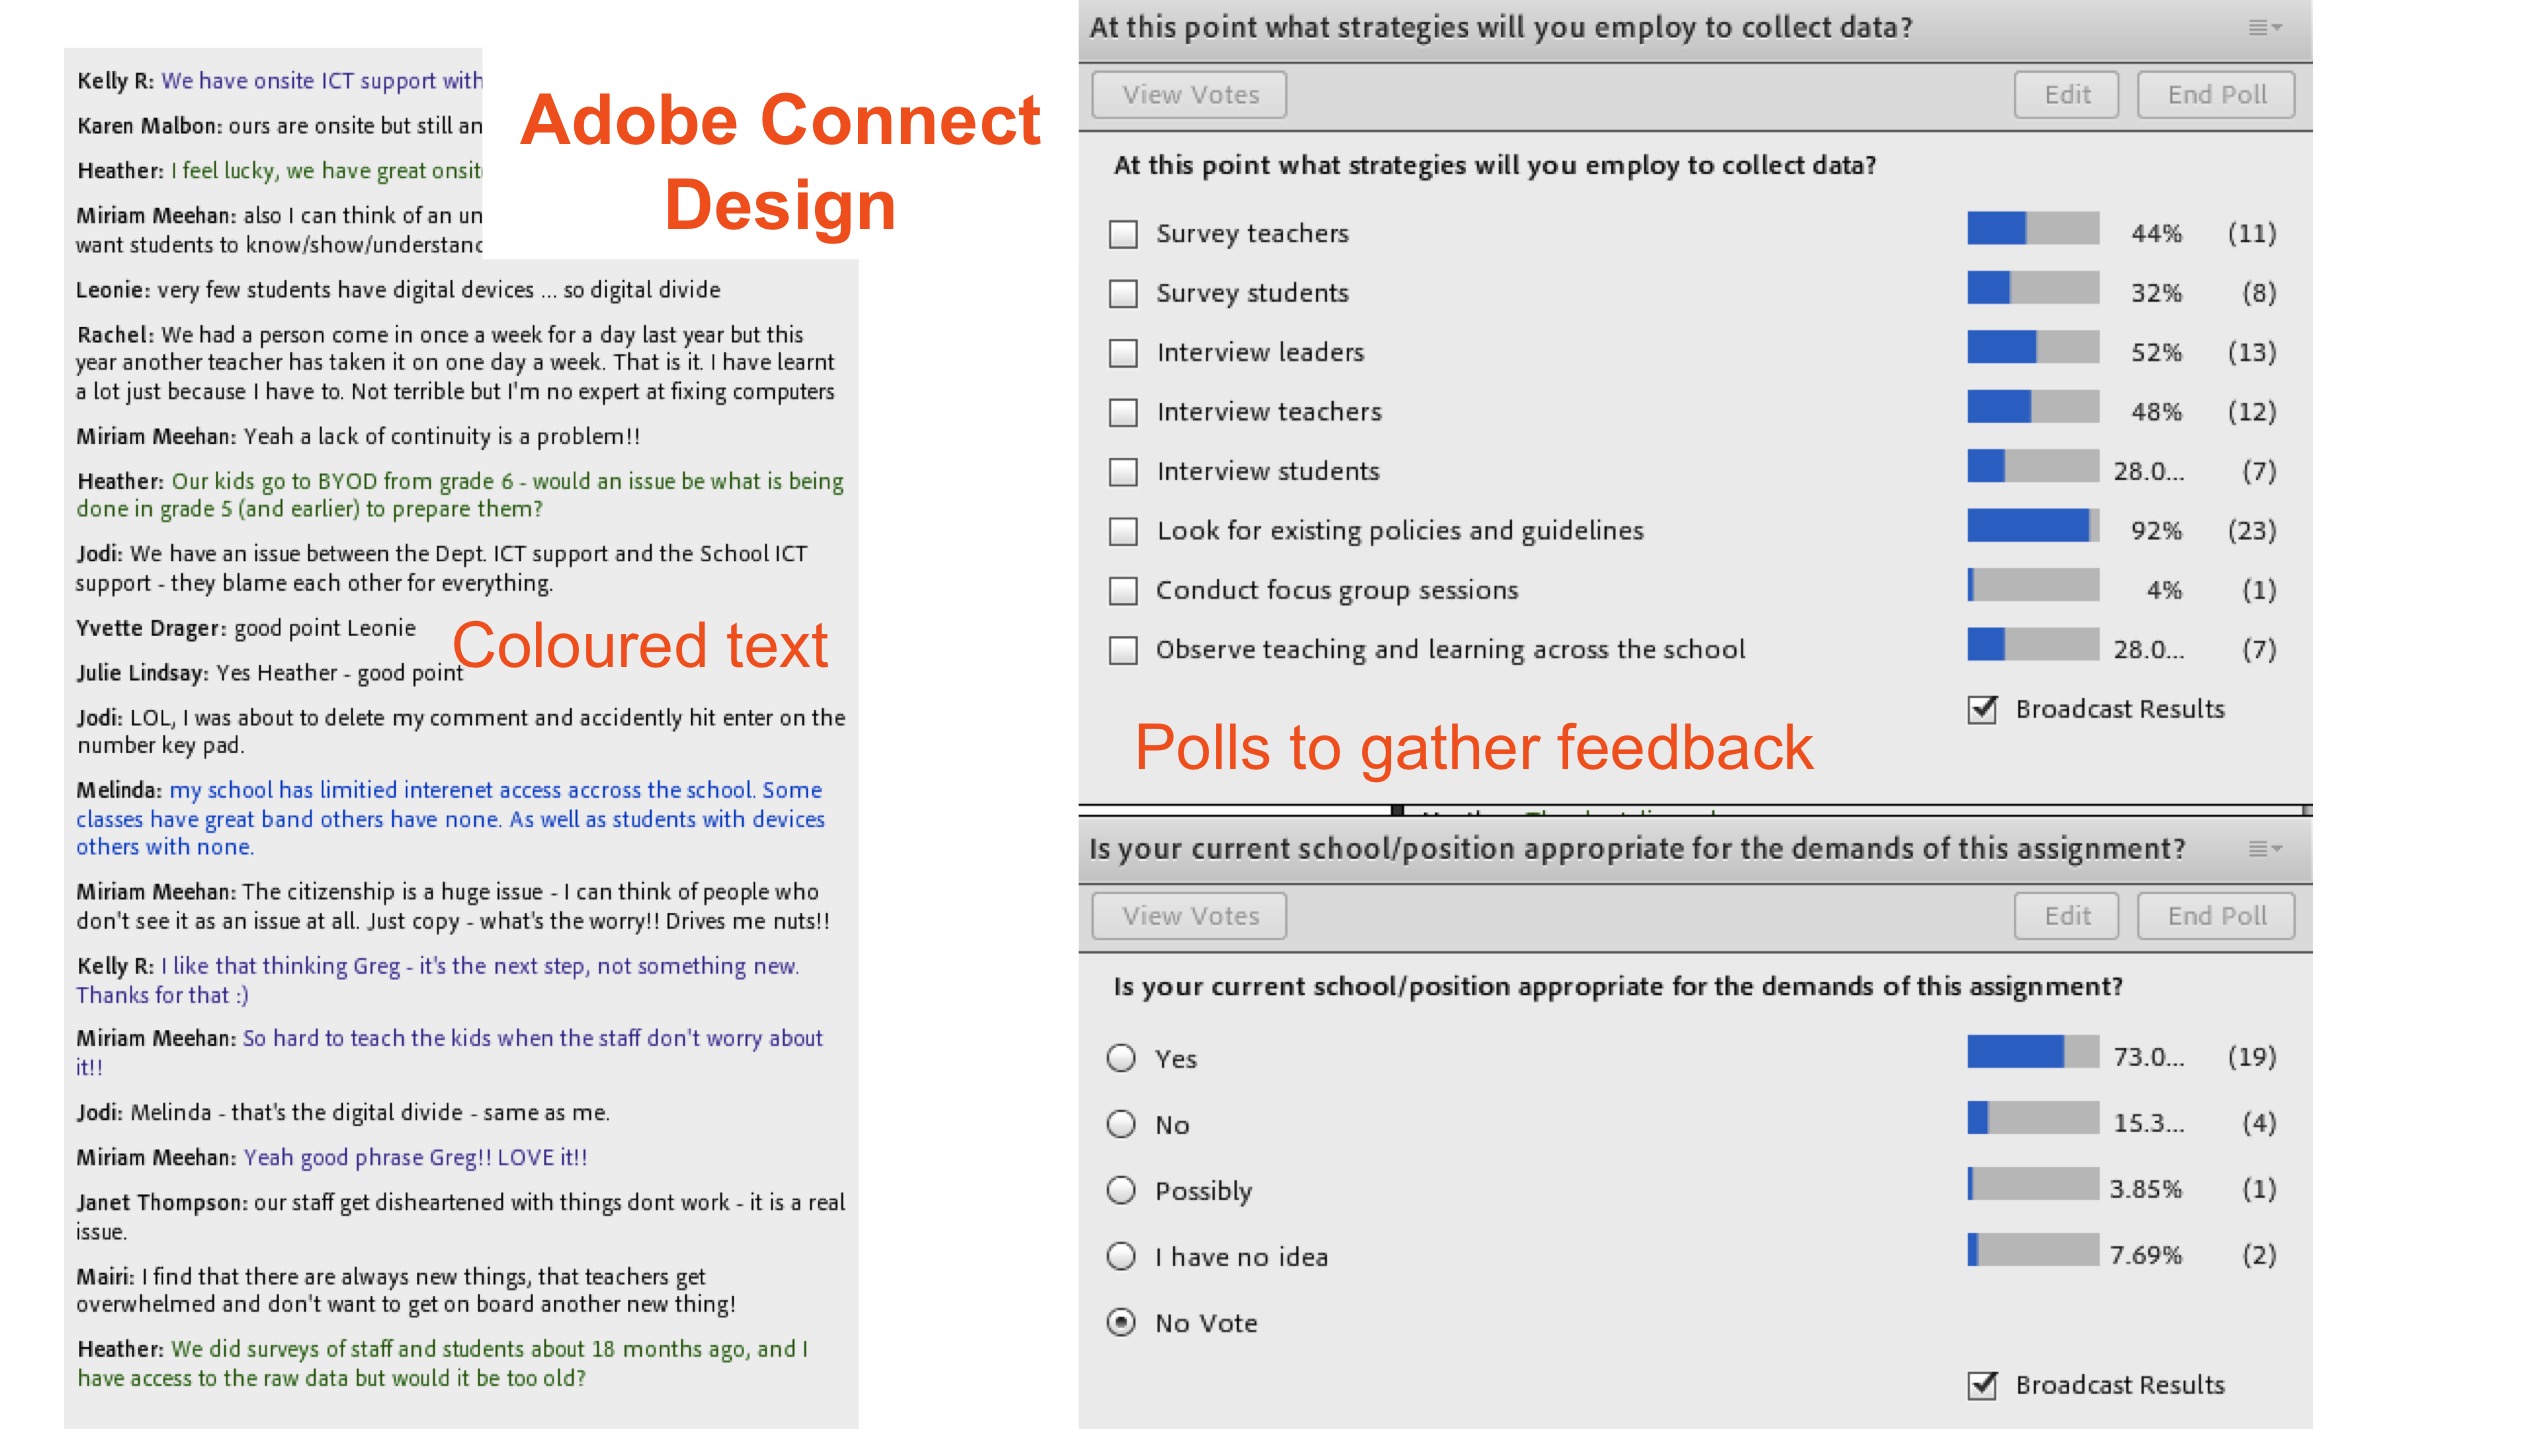 Kelly R: We have onsite ICT support with
Karen Malbon: ours are onsite but still an
Heather: I feel lucky, we have great onsit
Miriam Meehan: also I can think of an un
want students to know/show/understand
Leonie: very few students have digital devices ... so digital divide
Rachel: We had a person come in once a week for a day last year but this
year another teacher has taken it on one day a week. That is it. I have learnt
a lot just because I have to. Not terrible but I'm no expert at fixing computers
Miriam Meehan: Yeah a lack of continuity is a problem!!
Heather: Our kids go to BYOD from grade 6 - would an issue be what is being
done in grade 5 (and earlier) to prepare them?
Jodi: We have an issue between the Dept. ICT support and the School ICT
support - they blame each other for everything.
Yvette Drager: good point Leonie
Julie Lindsay: Yes Heather - good point
Jodi: LOL, I was about to delete my comment and accidently hit enter on the
number key pad.
Melinda: my school has limitied interenet access accross the school. Some
classes have great band others have none. As well as students with devices
others with none.
Miriam Meehan: The citizenship is a huge issue - I can think of people who
don't see it as an issue at all. Just copy - what's the worry!! Drives me nuts!!
Kelly R: I like that thinking Greg - it's the next step, not something new.
Thanks for that :)
Miriam Meehan: So hard to teach the kids when the staff don't worry about
it!!
Jodi: Melinda - that's the digital divide - same as me.
Miriam Meehan: Yeah good phrase Greg!! LOVE it!!
Janet Thompson: our staff get disheartened with things dont work - it is a real
issue.
Mairi: I find that there are always new things, that teachers get
overwhelmed and don't want to get on board another new thing!
Heather: We did surveys of staff and students about 18 months ago, and I
have access to the raw data but would it be too old?
Adobe Connect
Design
Coloured text
At this point what strategies will you employ to collect data?
View Votes Edit End Poll
At this point what strategies will you employ to collect data?
Survey teachers 44% (11)
Survey students 32% (8)
Interview leaders 52% (13)
Interview teachers 48% (12)
Interview students 28.0... (7)
Look for existing policies and guidelines 92% (23)
Conduct focus group sessions 4% (1)
Observe teaching and learning across the school 28.0... (7)
Broadcast Results
Polls to gather feedback
Is your current school/position appropriate for the demands of this assignment?
View Votes Edit End Poll
Is your current school/position appropriate for the demands of this assignment?
Yes 73.0... (19)
No 15.3... (4)
Possibly 3.85% (1)
I have no idea 7.69% (2)
No Vote
Broadcast Results